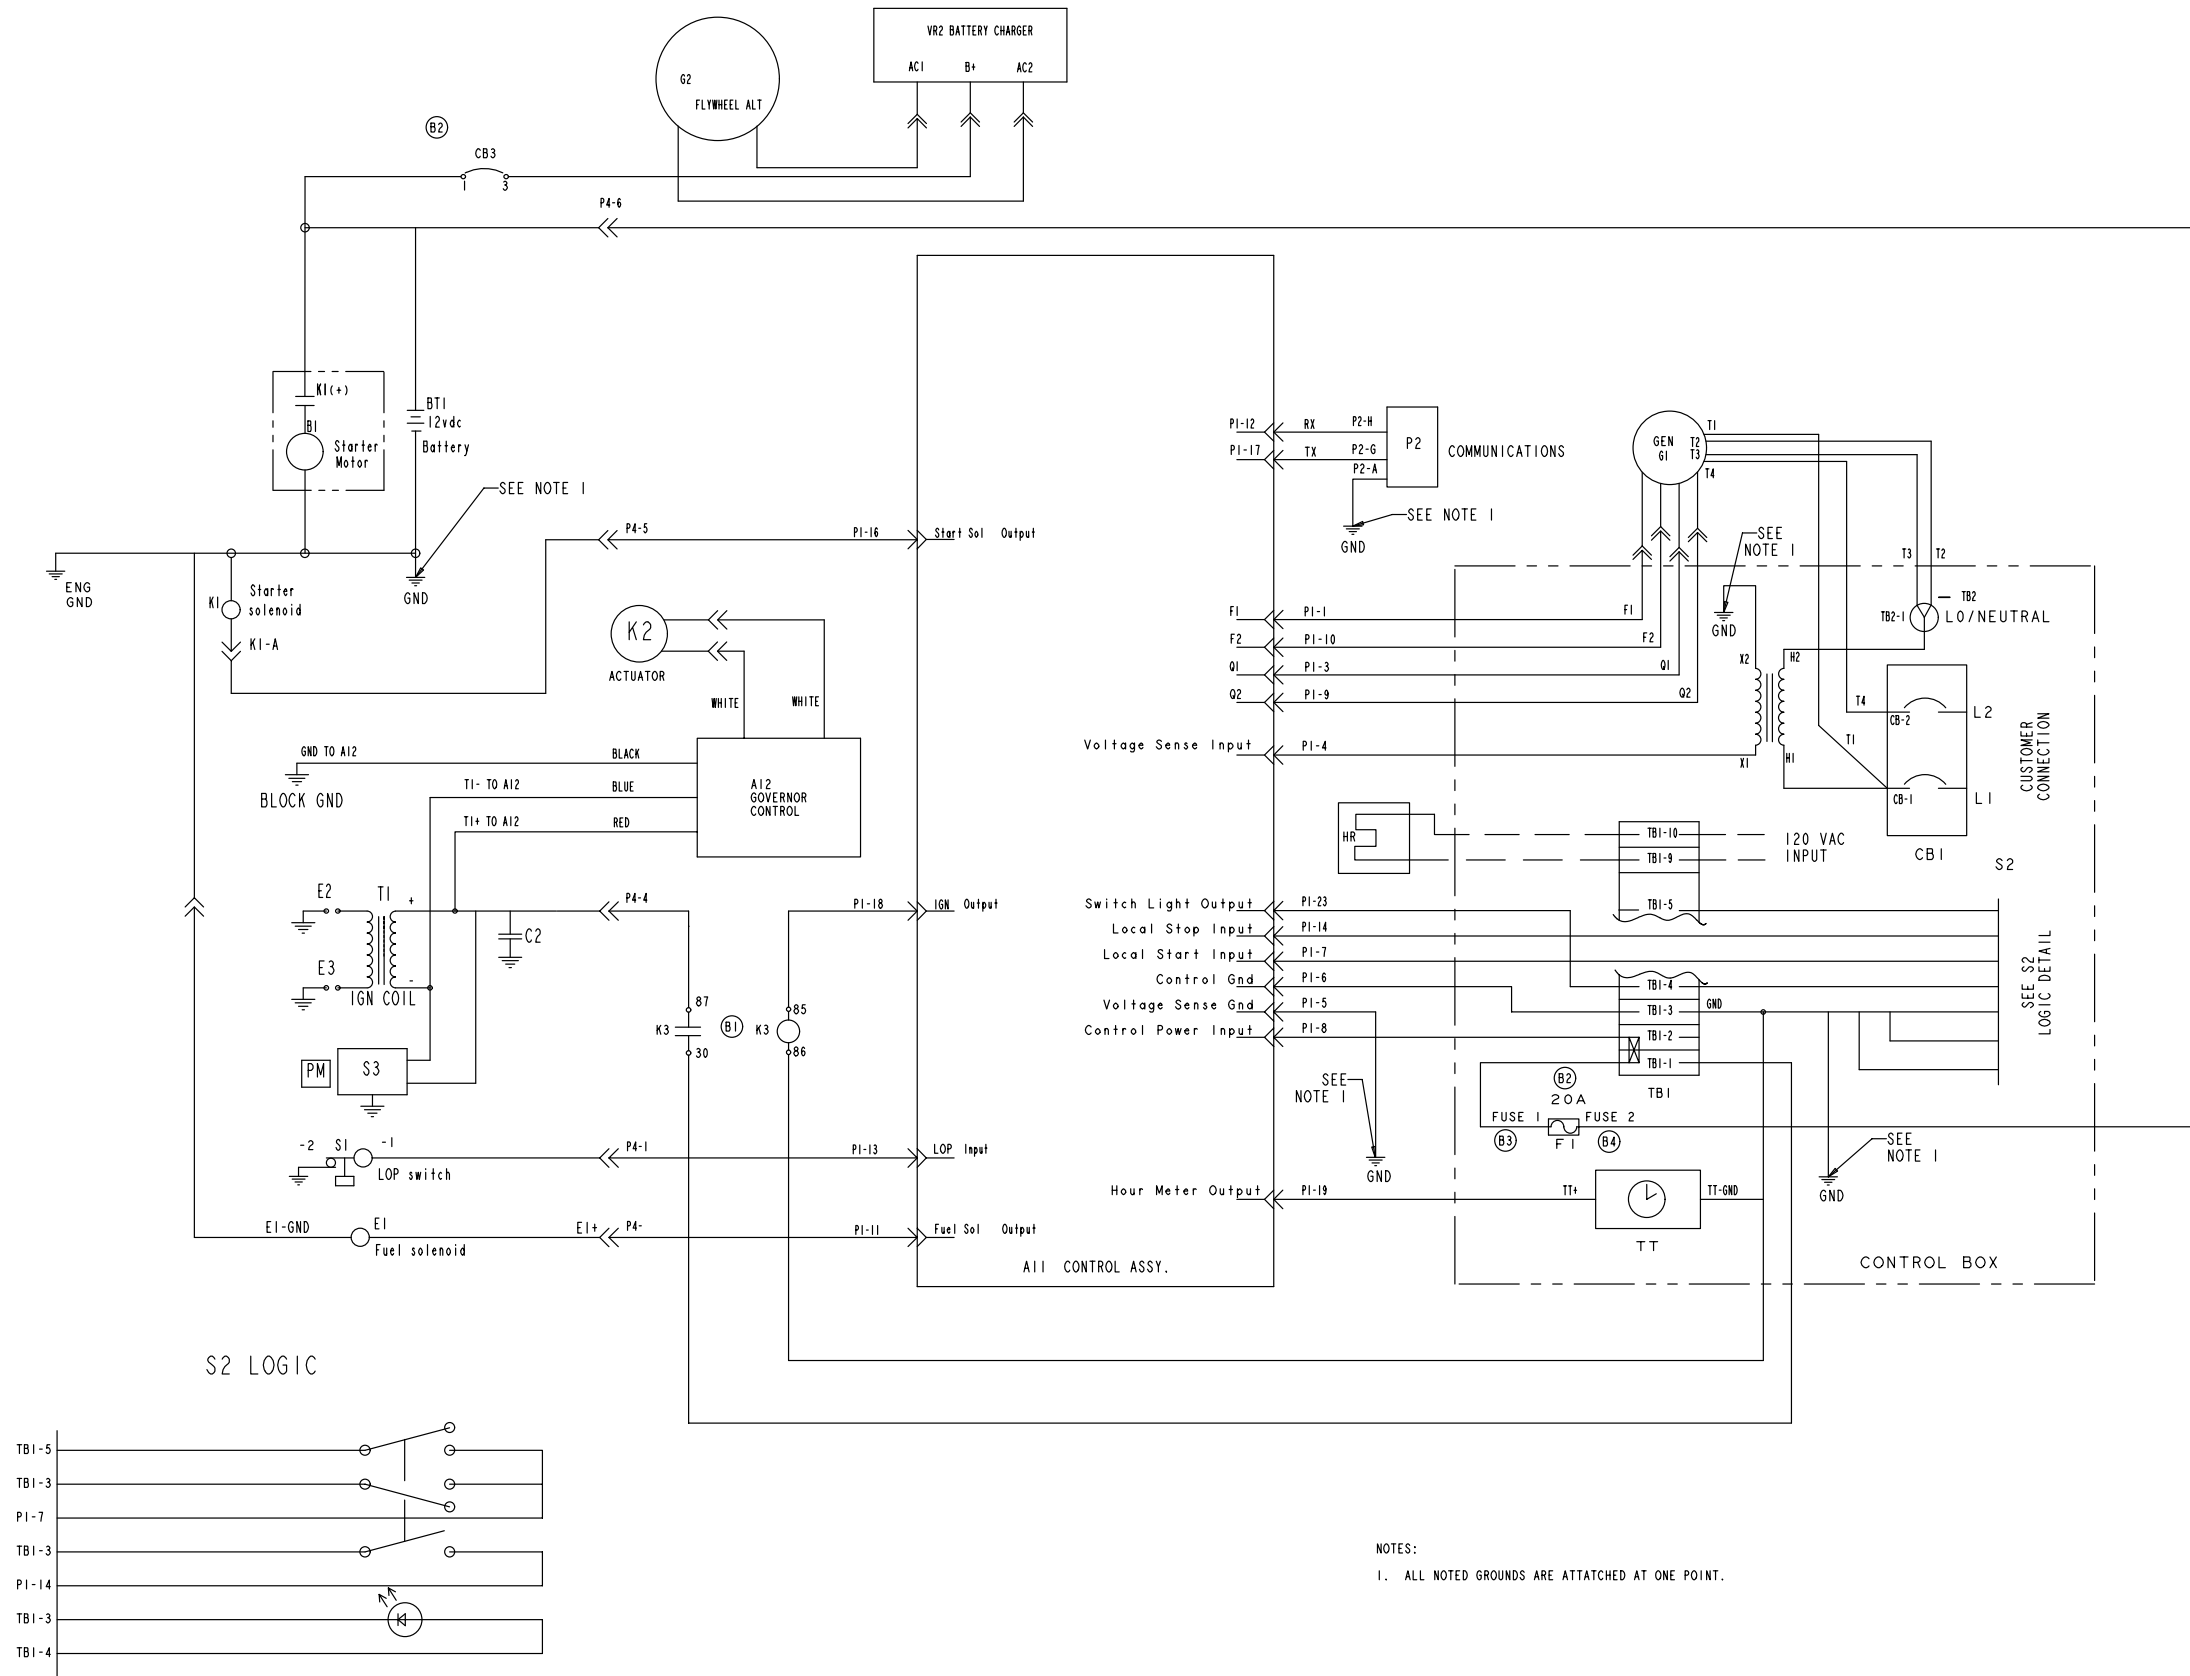 VR2 BATTERY CHARGER
AC1
B+
AC2
G2
FLYWHEEL ALT
B2
CB3
1
3
P4-6
K1(+)
B1
Starter
Motor
BT1
12vdc
Battery
SEE NOTE 1
ENG
GND
GND
K1
Starter
solenoid
K1-A
P4-5
P1-16
Start Sol Output
K2
ACTUATOR
WHITE
WHITE
GND TO A12
BLACK
BLOCK GND
T1- TO A12
BLUE
T1+ TO A12
RED
A12
GOVERNOR
CONTROL
E2
T1
+
P4-4
P1-18
IGN Output
C2
E3
-
IGN COIL
87
K3
B1
30
K3
85
86
PM
S3
-2
S1
-1
LOP switch
P4-1
P1-13
LOP Input
E1-GND
E1
Fuel solenoid
E1+
P4-
P1-11
Fuel Sol Output
A11 CONTROL ASSY.
P1-12
RX
P2-H
P1-17
TX
P2-G
P2-A
P2
COMMUNICATIONS
SEE NOTE 1
GND
GEN
G1
T1
T2
T3
T4
SEE
NOTE 1
GND
T3
T2
TB2
TB2-1
LO/NEUTRAL
F1
P1-1
F1
F2
P1-10
F2
Q1
P1-3
Q1
Q2
P1-9
Q2
Voltage Sense Input
P1-4
X2
H2
X1
H1
T4
T1
CB-2
L2
CB-1
L1
CB1
CUSTOMER
CONNECTION
HR
TB1-10
TB1-9
120 VAC
INPUT
S2
TB1-5
Switch Light Output
P1-23
Local Stop Input
P1-14
Local Start Input
P1-7
Control Gnd
P1-6
Voltage Sense Gnd
P1-5
Control Power Input
P1-8
TB1-4
TB1-3
GND
TB1-2
TB1-1
TB1
SEE S2
LOGIC DETAIL
SEE
NOTE 1
GND
B2
20A
FUSE 1
FUSE 2
B3
F1
B4
SEE
NOTE 1
GND
Hour Meter Output
P1-19
TT+
TT-GND
TT
CONTROL BOX
S2 LOGIC
TB1-5
TB1-3
P1-7
TB1-3
P1-14
TB1-3
TB1-4
NOTES:
1. ALL NOTED GROUNDS ARE ATTATCHED AT ONE POINT.